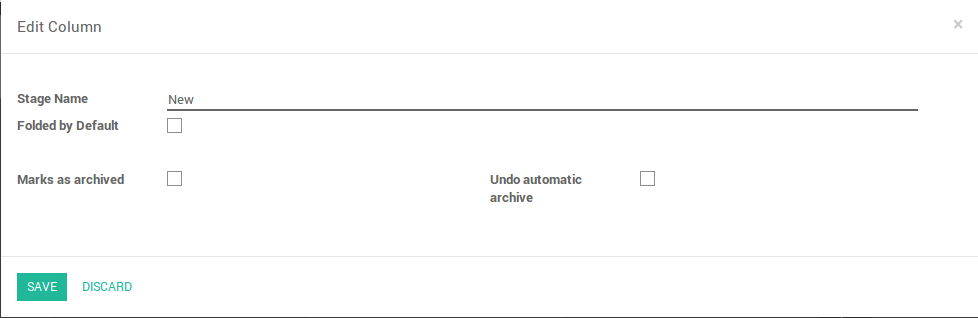 Edit Column
×
Stage Name
New
Folded by Default
Marks as archived
Undo automatic
archive
SAVE DISCARD